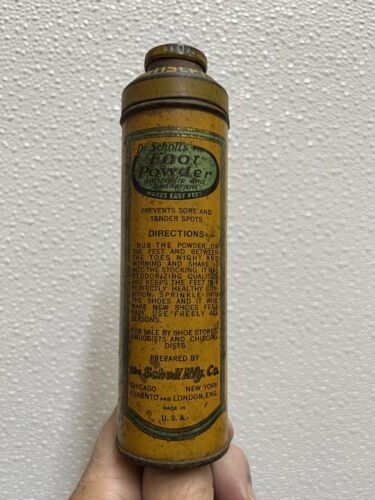 Dr Scholl's
Foot
Powder
Antiseptic and
Deodorant
MAKES EASY FEET
PREVENTS SORE AND
TENDER SPOTS
DIRECTIONS
RUB THE POWDER ON
THE FEET AND BETWEEN
THE TOES NIGHT AND
MORNING AND SHAKE
INTO THE STOCKING. IT HAS
DEODORIZING QUALITIES
AND KEEPS THE FEET IN A
PERFECTLY HEALTHY CON
DITION. SPRINKLE INTO
THE SHOES AND IT WILL
MAKE NEW SHOES FEEL
EASY. USE FREELY ALL
SEASONS.
FOR SALE BY SHOE STORES
DRUGGISTS AND CHIROPO
DISTS
PREPARED BY
The Scholl Mfg. Co.
CHICAGO NEW YORK
TORONTO AND LONDON, ENG.
MADE IN
U.S.A.